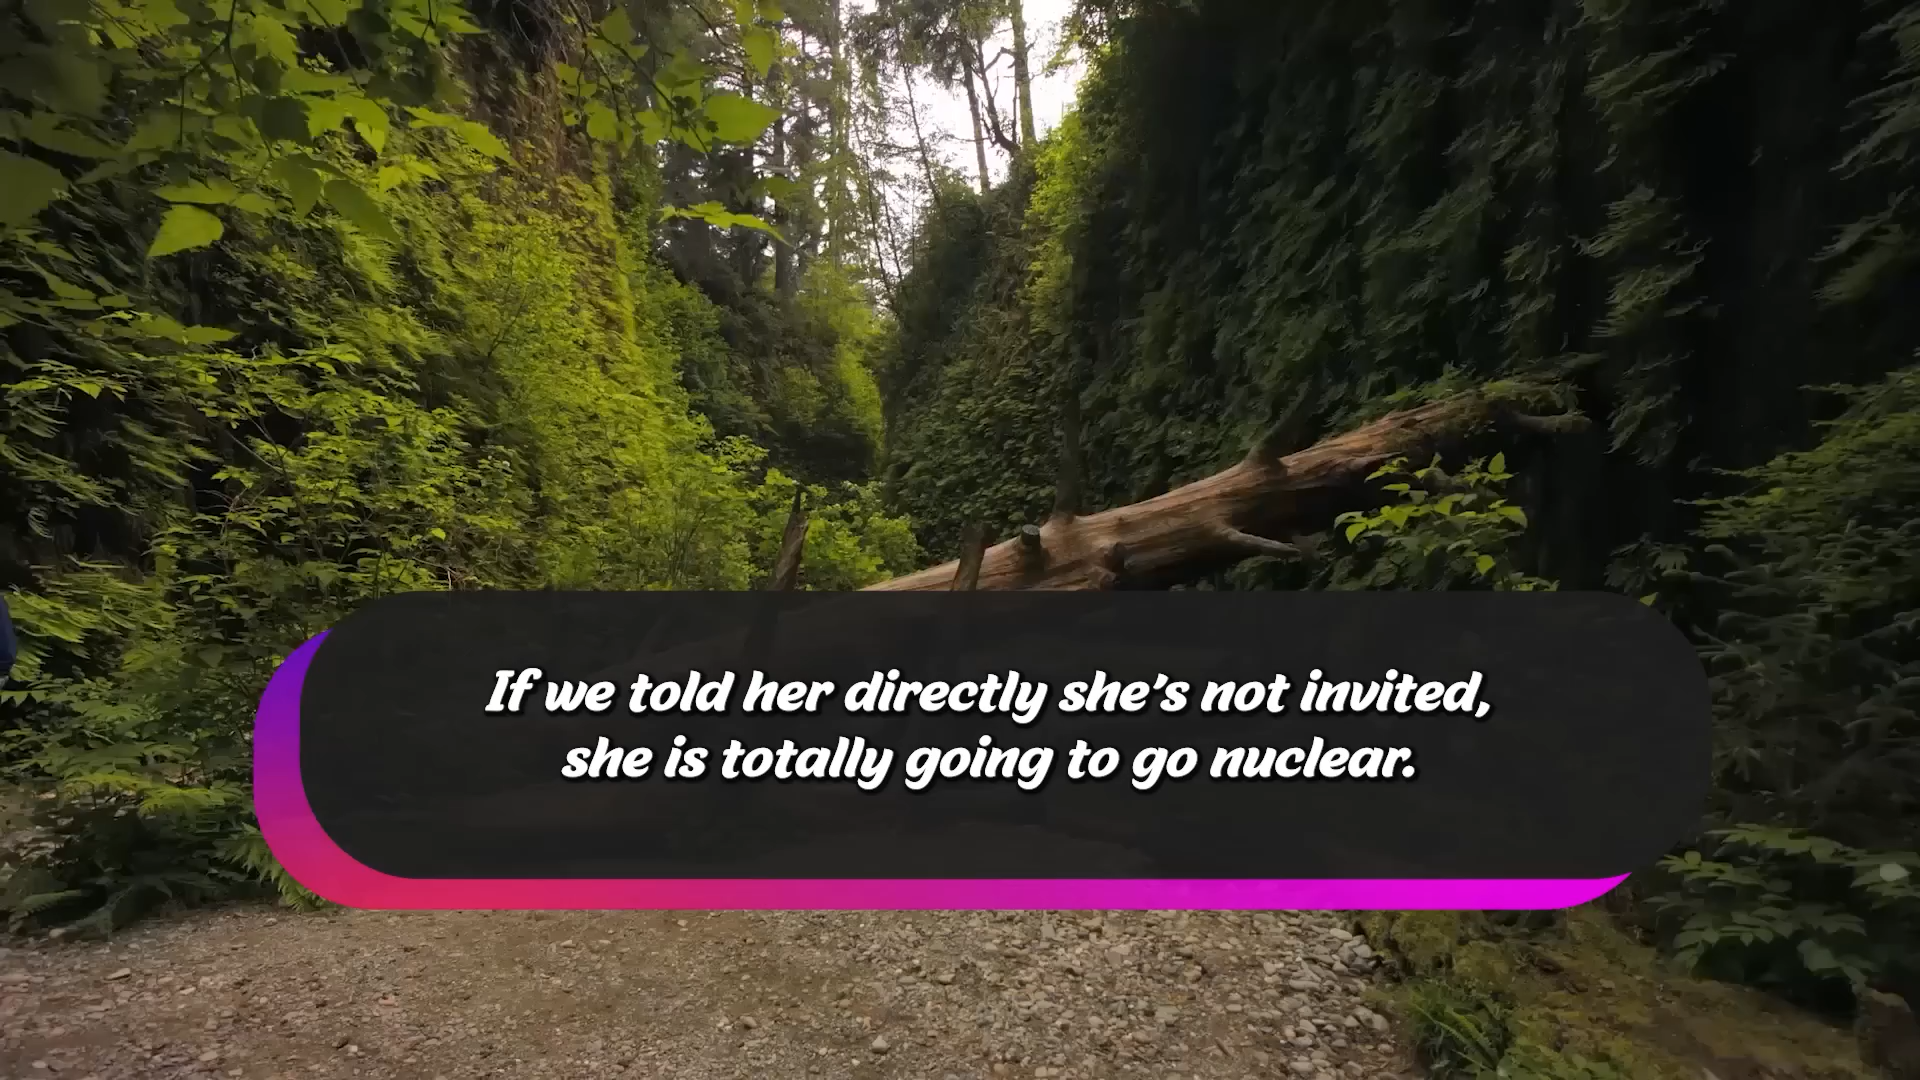 If we told her directly she's not invited,
she is totally going to go nuclear.